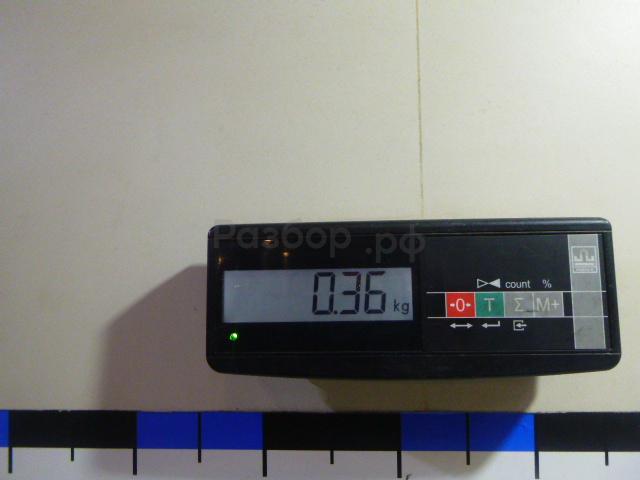 Разбор.рф
0.36 kg
count %
→0← T Σ M+